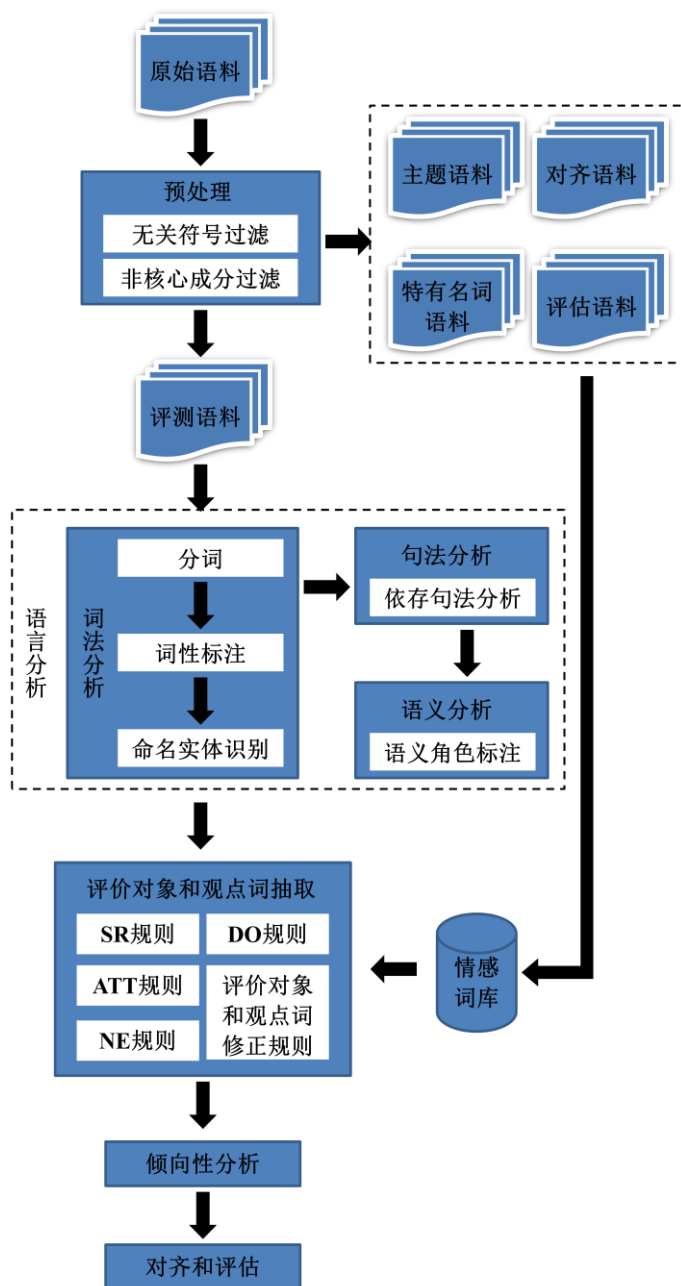 原始语料
预处理
无关符号过滤
非核心成分过滤
主题语料
对齐语料
特有名词
语料
评估语料
评测语料
语言分析
词法分析
分词
词性标注
命名实体识别
句法分析
依存句法分析
语义分析
语义角色标注
评价对象和观点词抽取
SR规则
DO规则
ATT规则
NE规则
评价对象
和观点词
修正规则
情感
词库
倾向性分析
对齐和评估